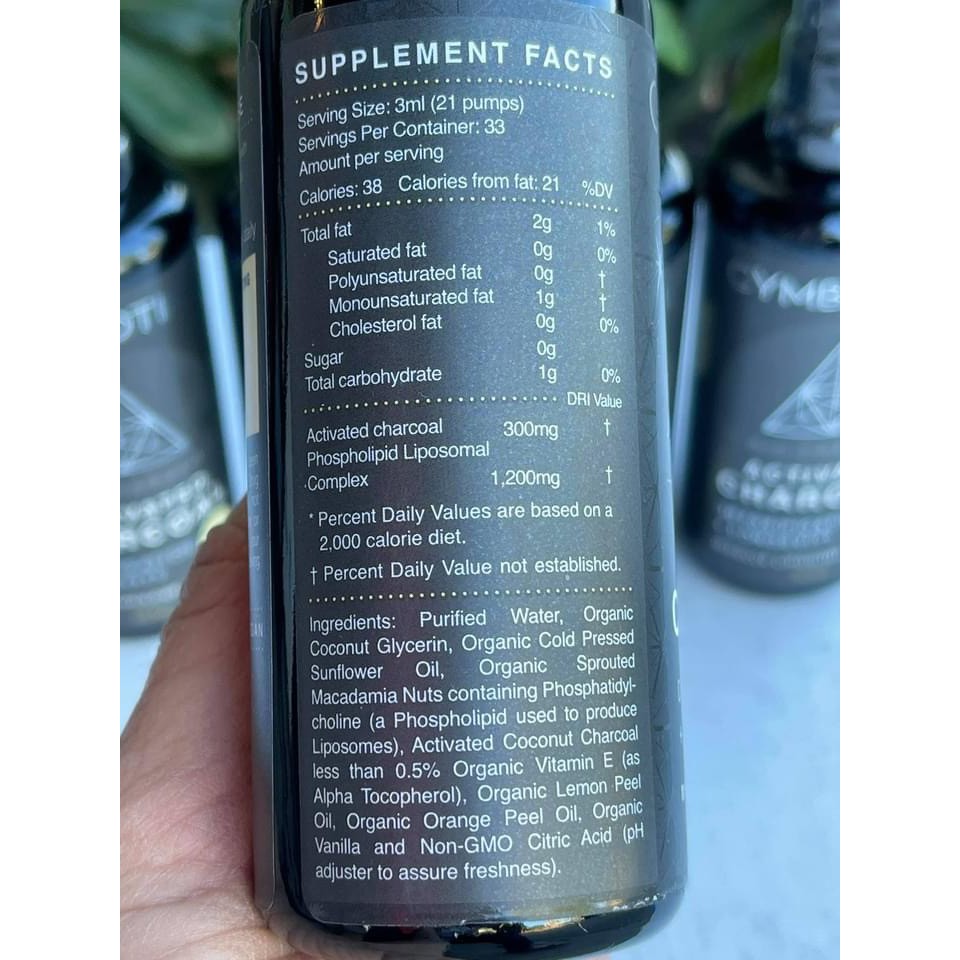 SUPPLEMENT FACTS
Serving Size: 3ml (21 pumps)
Servings Per Container: 33
Amount per serving
Calories: 38 Calories from fat: 21 %DV
Total fat 2g 1%
Saturated fat 0g 0%
Polyunsaturated fat 0g †
Monounsaturated fat 1g †
Cholesterol fat 0g 0%
Sugar 0g
Total carbohydrate 1g 0%
DRI Value
Activated charcoal 300mg †
Phospholipid Liposomal
Complex 1,200mg †
* Percent Daily Values are based on a
2,000 calorie diet.
† Percent Daily Value not established.
Ingredients: Purified Water, Organic
Coconut Glycerin, Organic Cold Pressed
Sunflower Oil, Organic Sprouted
Macadamia Nuts containing Phosphatidyl-
choline (a Phospholipid used to produce
Liposomes), Activated Coconut Charcoal
less than 0.5% Organic Vitamin E (as
Alpha Tocopherol), Organic Lemon Peel
Oil, Organic Orange Peel Oil, Organic
Vanilla and Non-GMO Citric Acid (pH
adjuster to assure freshness).
CYMB
ACTIVA
CHARCO